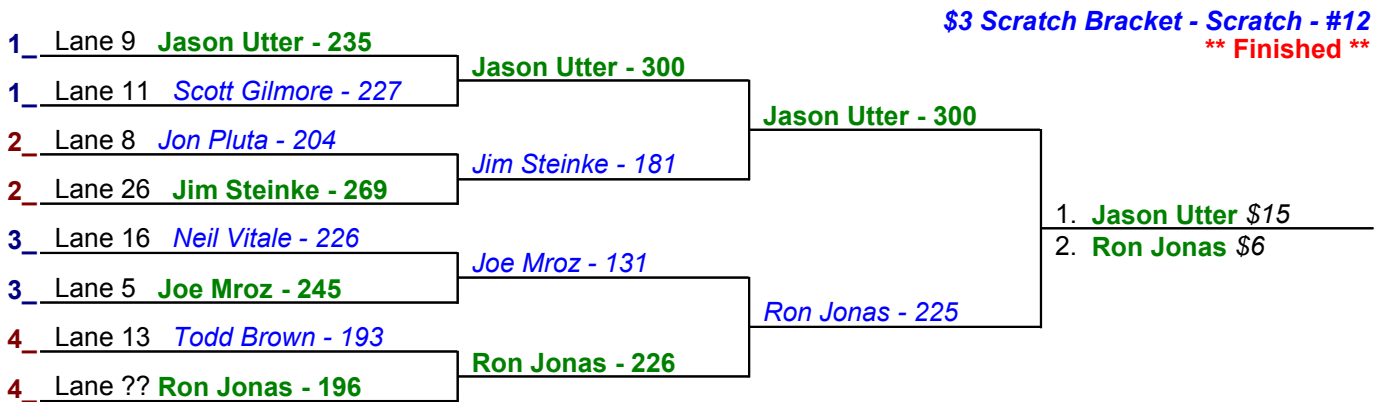 $3 Scratch Bracket - Scratch - #12
** Finished **
1_ Lane 9 Jason Utter - 235
1_ Lane 11 Scott Gilmore - 227
2_ Lane 8 Jon Pluta - 204
2_ Lane 26 Jim Steinke - 269
3_ Lane 16 Neil Vitale - 226
3_ Lane 5 Joe Mroz - 245
4_ Lane 13 Todd Brown - 193
4_ Lane ?? Ron Jonas - 196
Jason Utter - 300
Jim Steinke - 181
Joe Mroz - 131
Ron Jonas - 226
Jason Utter - 300
Ron Jonas - 225
1. Jason Utter $15
2. Ron Jonas $6